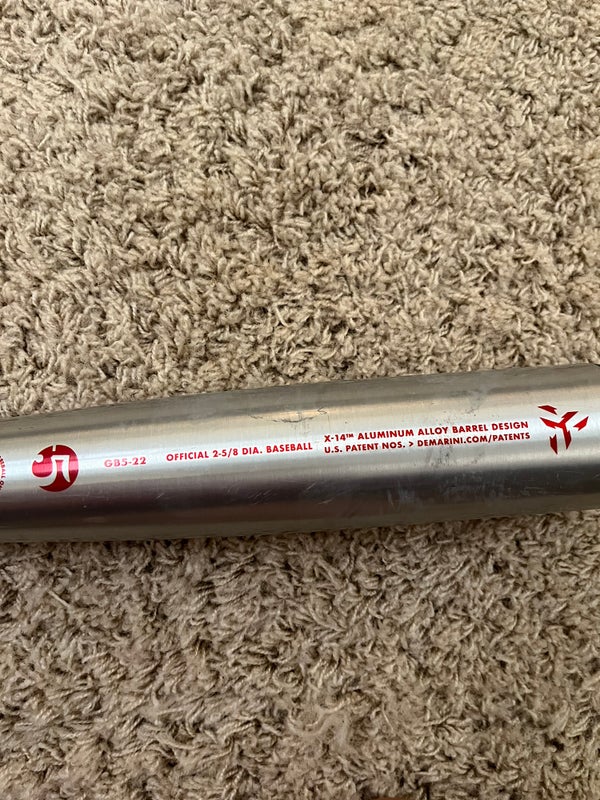 GB5-22
OFFICIAL 2-5/8 DIA. BASEBALL
X-14™ ALUMINUM ALLOY BARREL DESIGN
U.S. PATENT NOS. > DEMARINI.COM/PATENTS